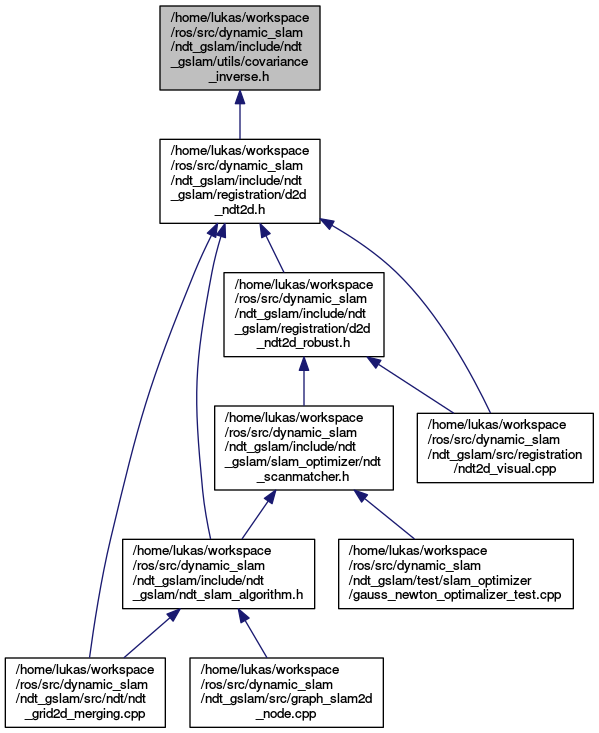 /home/lukas/workspace
/ros/src/dynamic_slam
/ndt_gslam/include/ndt
_gslam/utils/covariance
_inverse.h
/home/lukas/workspace
/ros/src/dynamic_slam
/ndt_gslam/include/ndt
_gslam/registration/d2d
_ndt2d.h
/home/lukas/workspace
/ros/src/dynamic_slam
/ndt_gslam/include/ndt
_gslam/registration/d2d
_ndt2d_robust.h
/home/lukas/workspace
/ros/src/dynamic_slam
/ndt_gslam/include/ndt
_gslam/slam_optimizer/ndt
_scanmatcher.h
/home/lukas/workspace
/ros/src/dynamic_slam
/ndt_gslam/src/registration
/ndt2d_visual.cpp
/home/lukas/workspace
/ros/src/dynamic_slam
/ndt_gslam/include/ndt
_gslam/ndt_slam_algorithm.h
/home/lukas/workspace
/ros/src/dynamic_slam
/ndt_gslam/test/slam_optimizer
/gauss_newton_optimalizer_test.cpp
/home/lukas/workspace
/ros/src/dynamic_slam
/ndt_gslam/src/ndt/ndt
_grid2d_merging.cpp
/home/lukas/workspace
/ros/src/dynamic_slam
/ndt_gslam/src/graph_slam2d
_node.cpp